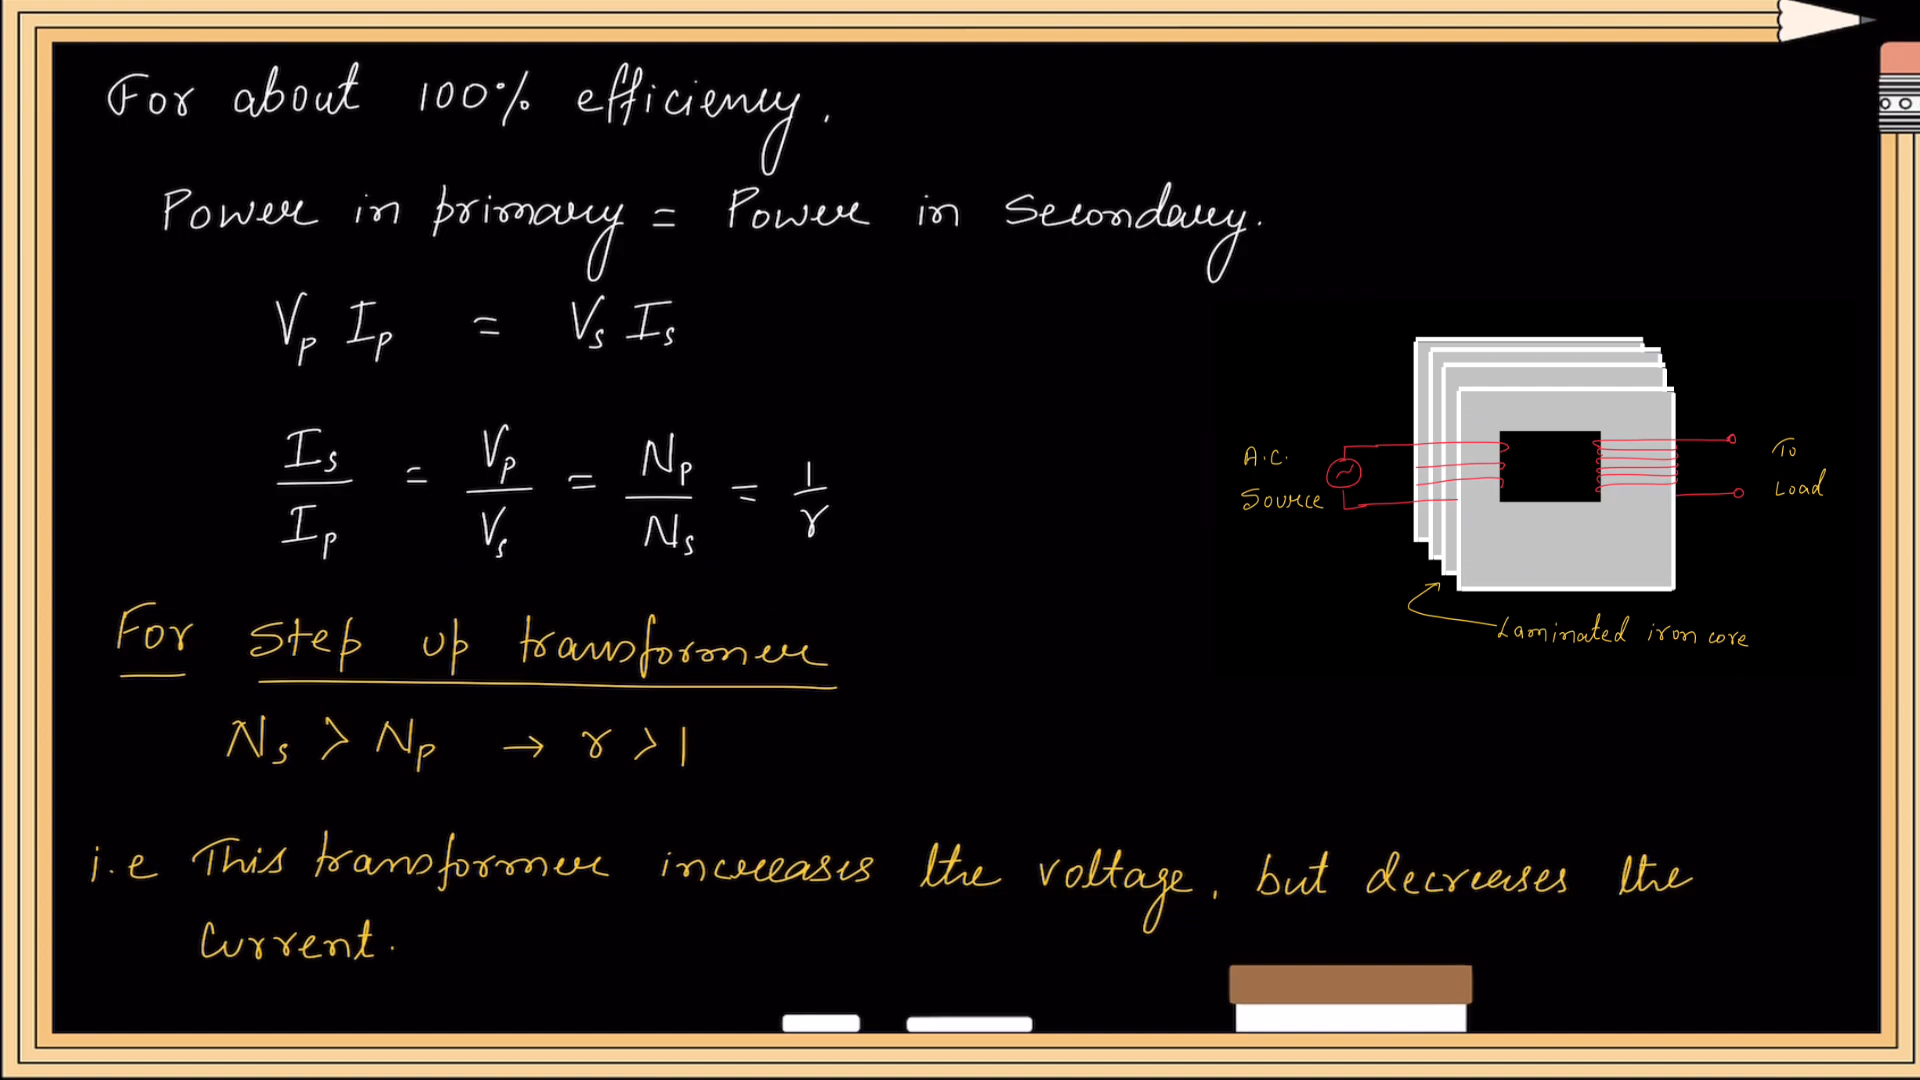 For about 100% efficiency,
Power in primary = Power in Secondary.
Vp Ip = Vs Is
Is/Ip = Vp/Vs = Np/Ns = 1/r
A.C. Source
To Load
Laminated iron core
For Step up transformer
Ns > Np → r > 1
i.e This transformer increases the voltage, but decreases the
Current.